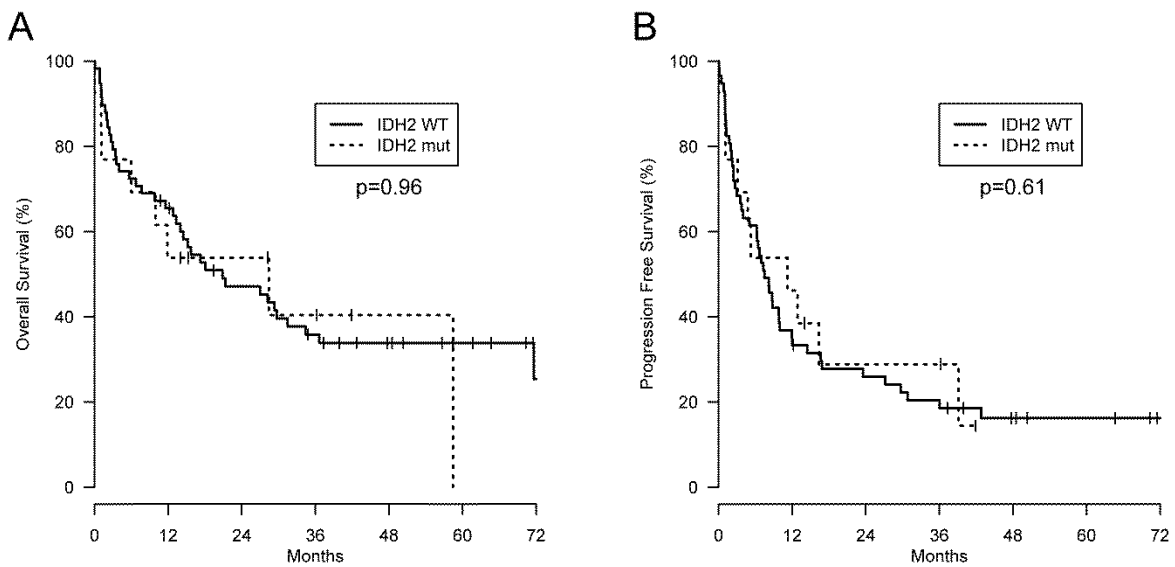 A
Overall Survival (%)
100
80
60
40
20
0
IDH2 WT
IDH2 mut
p=0.96
0 12 24 36 48 60 72
Months
B
Progression Free Survival (%)
100
80
60
40
20
0
IDH2 WT
IDH2 mut
p=0.61
0 12 24 36 48 60 72
Months